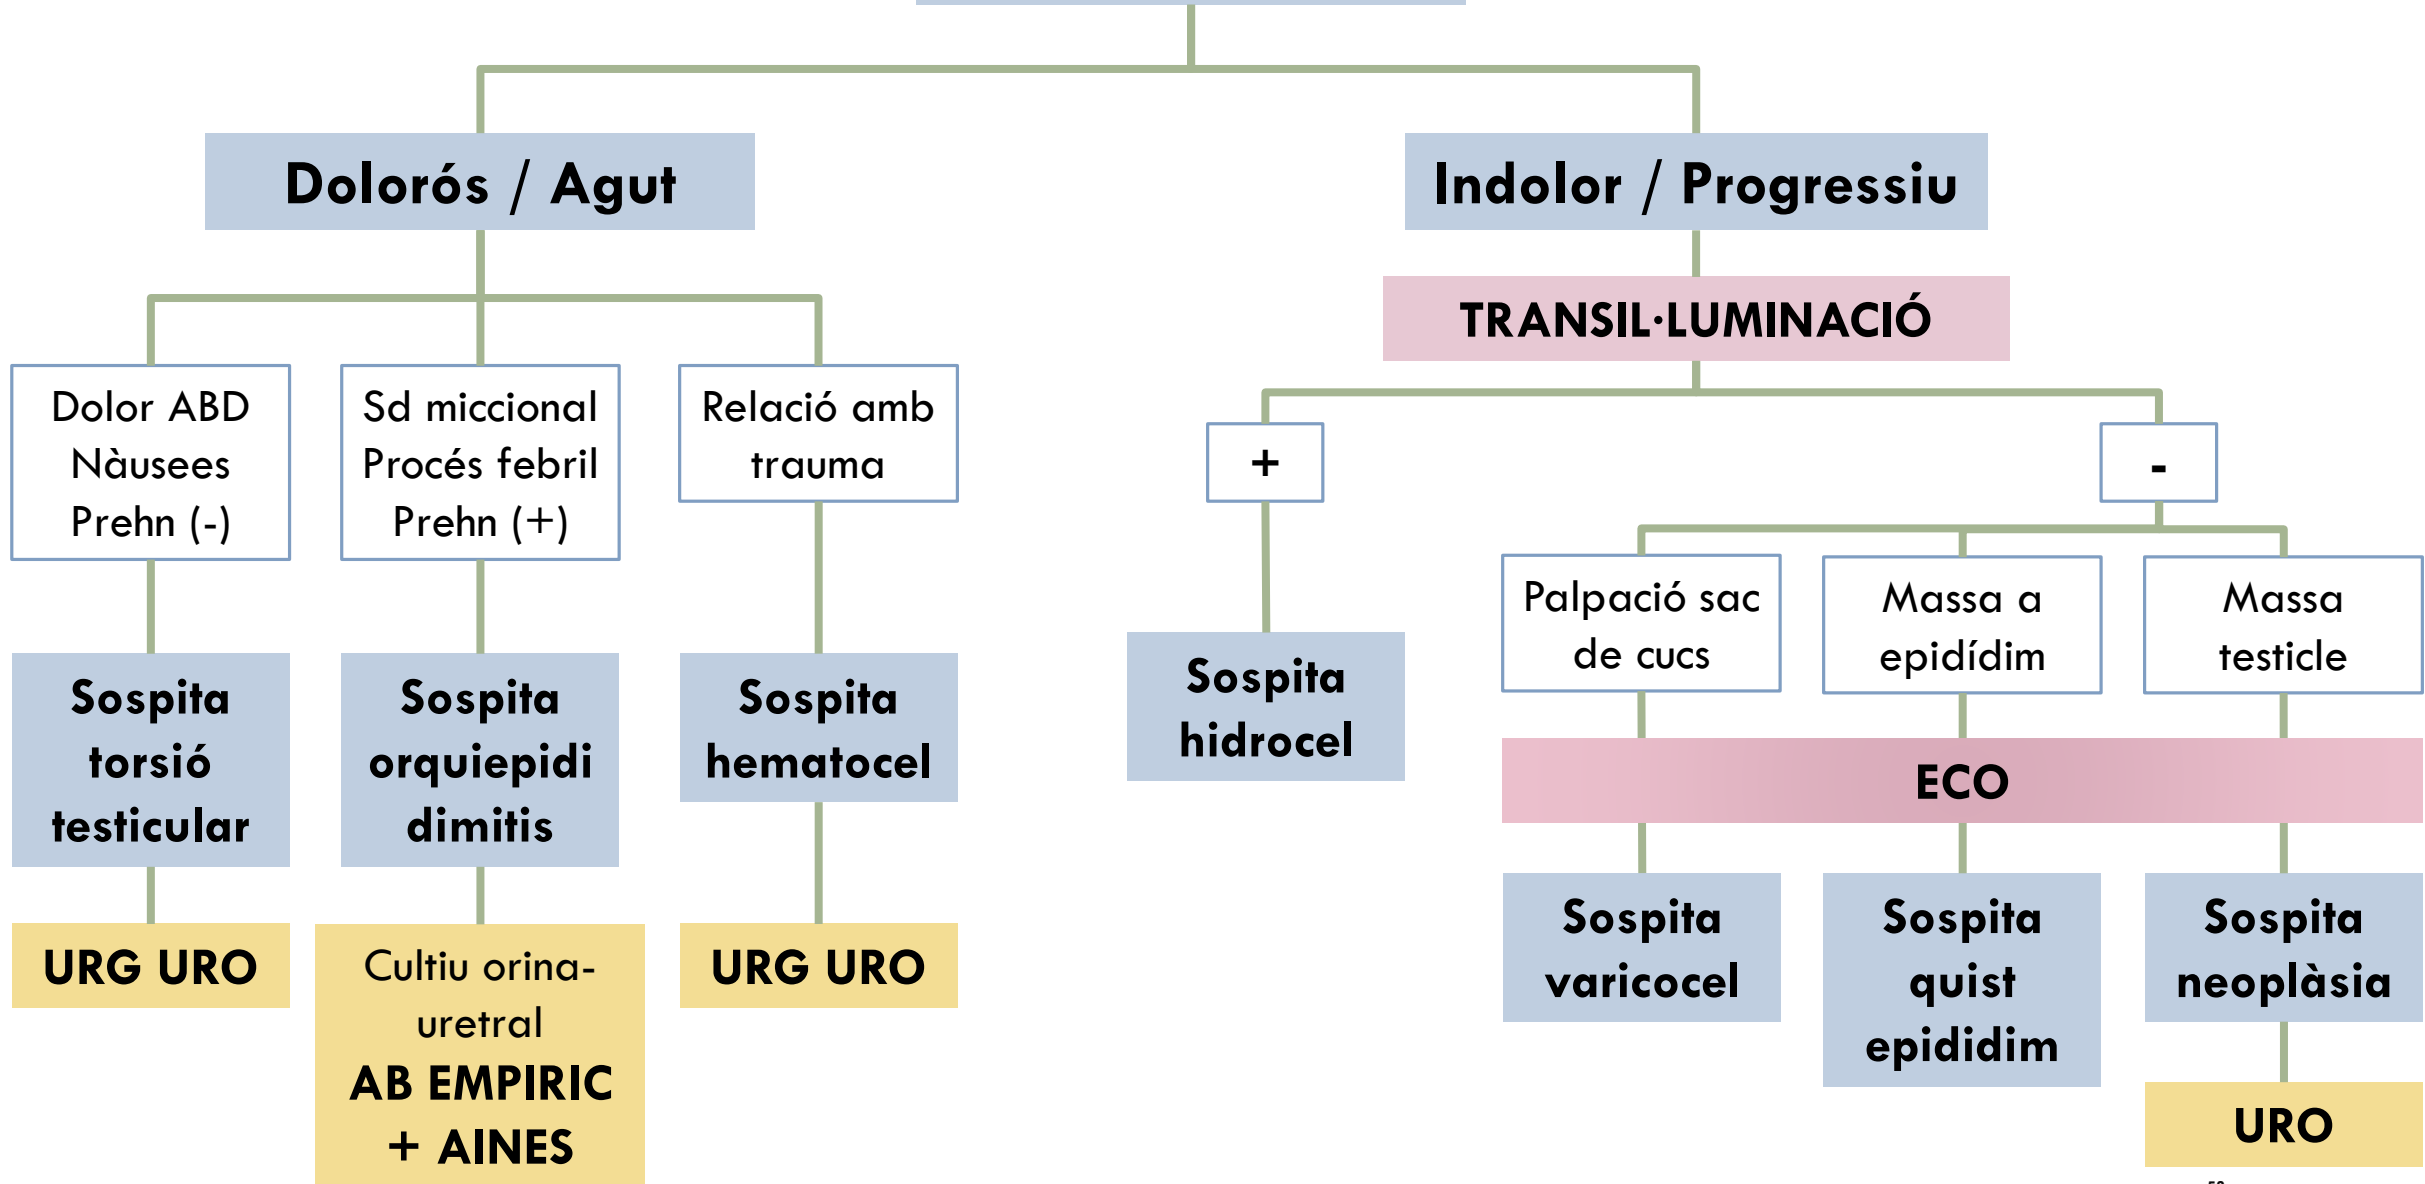 Dolorós / Agut
Indolor / Progressiu
TRANSIL·LUMINACIÓ
Dolor ABD
Nàusees
Prehn (-)
Sd miccional
Procés febril
Prehn (+)
Relació amb
trauma
+
-
Palpació sac
de cucs
Massa a
epidídim
Massa
testicle
Sospita
torsió
testicular
Sospita
orquiepidi
dimitis
Sospita
hematocel
Sospita
hidrocel
ECO
URG URO
Cultiu orina-
uretral
AB EMPIRIC
+ AINES
URG URO
Sospita
varicocel
Sospita
quist
epididim
Sospita
neoplàsia
URO